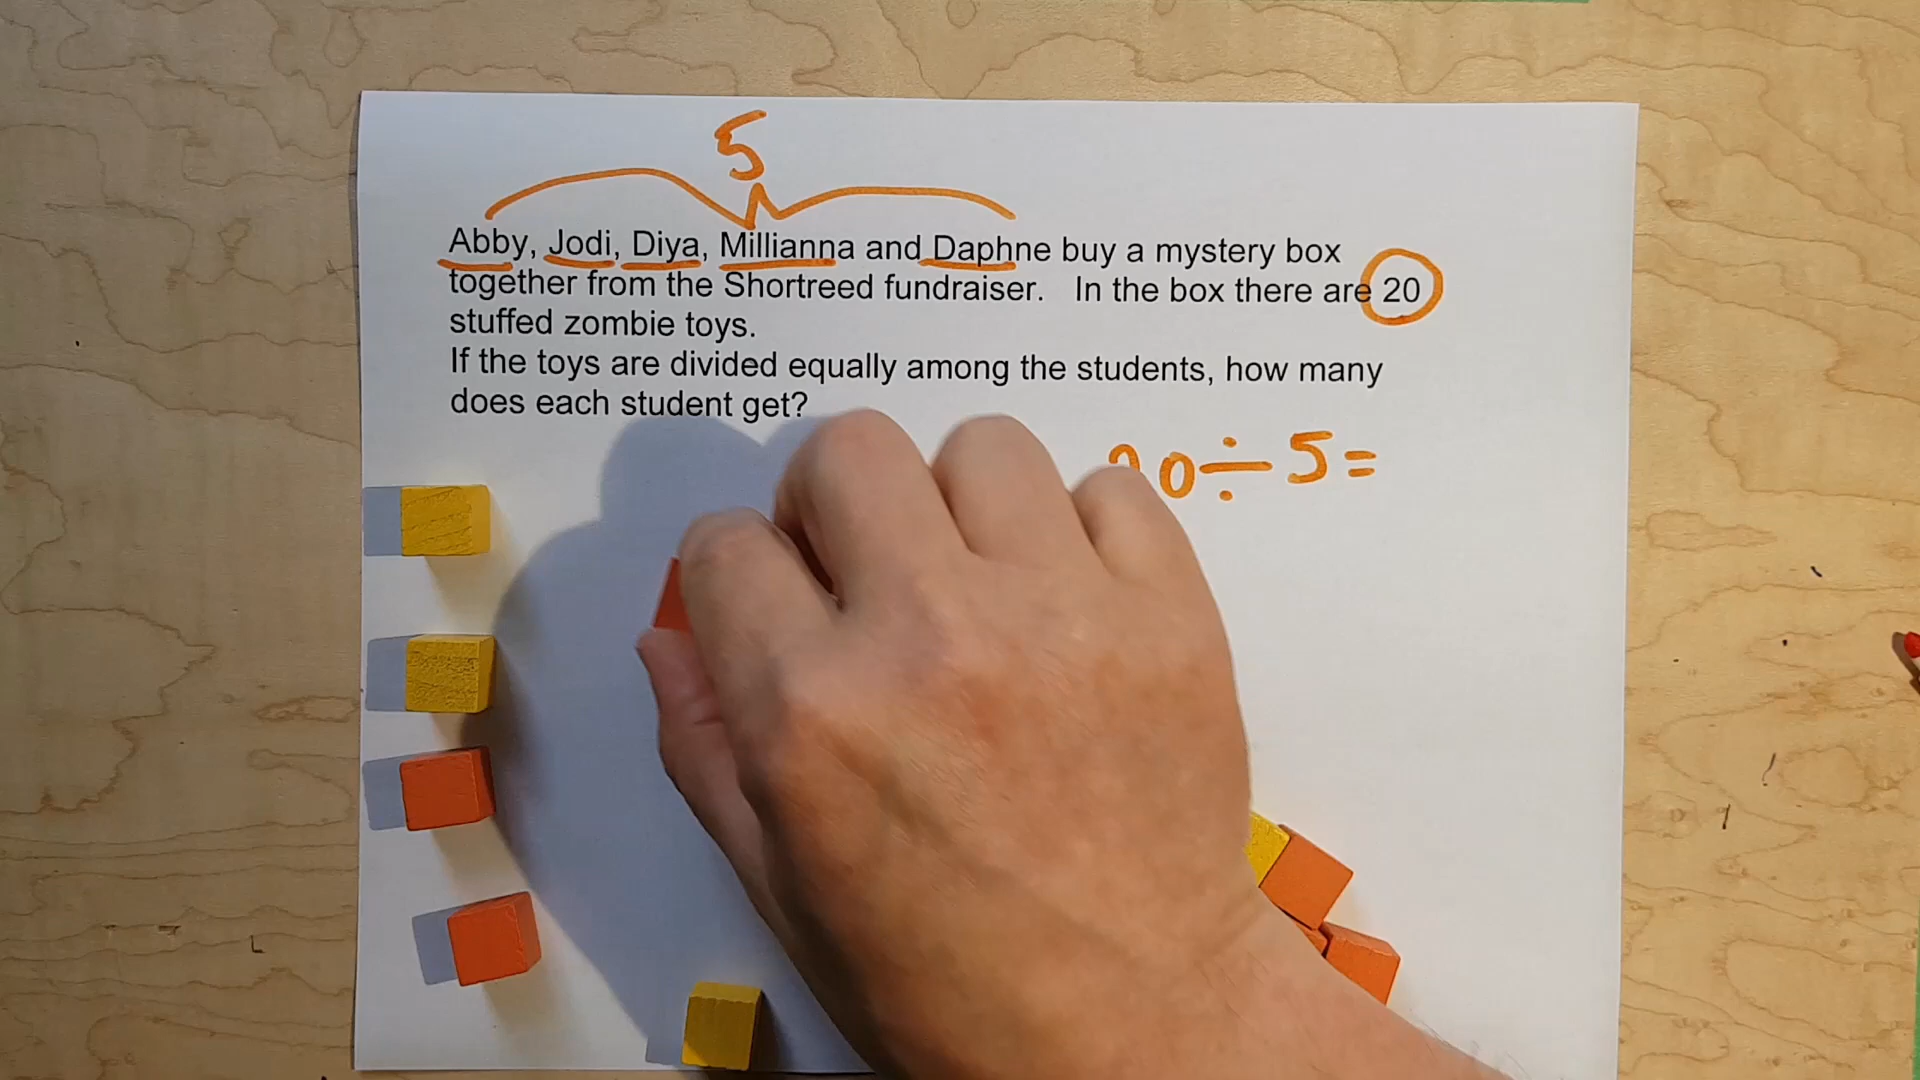 5
Abby, Jodi, Diya, Millianna and Daphne buy a mystery box
together from the Shortreed fundraiser. In the box there are 20
stuffed zombie toys.
If the toys are divided equally among the students, how many
does each student get?
20÷5=